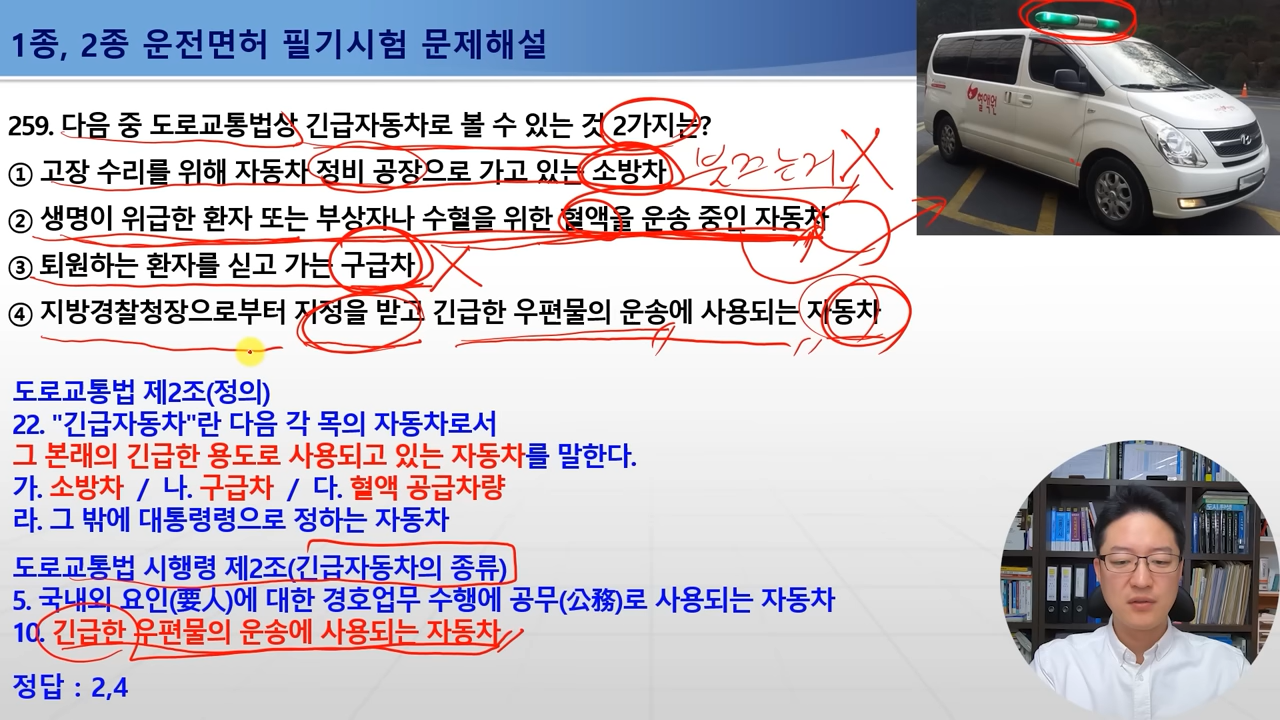 1종, 2종 운전면허 필기시험 문제해설
혈액원
259. 다음 중 도로교통법상 긴급자동차로 볼 수 있는 것 2가지는?
① 고장 수리를 위해 자동차 정비 공장으로 가고 있는 소방차 붓끄는거 X
② 생명이 위급한 환자 또는 부상자나 수혈을 위한 혈액을 운송 중인 자동차
③ 퇴원하는 환자를 싣고 가는 구급차 X
④ 지방경찰청장으로부터 지정을 받고 긴급한 우편물의 운송에 사용되는 자동차
도로교통법 제2조(정의)
22. "긴급자동차"란 다음 각 목의 자동차로서
그 본래의 긴급한 용도로 사용되고 있는 자동차를 말한다.
가. 소방차 / 나. 구급차 / 다. 혈액 공급차량
라. 그 밖에 대통령령으로 정하는 자동차
도로교통법 시행령 제2조(긴급자동차의 종류)
5. 국내외 요인(要人)에 대한 경호업무 수행에 공무(公務)로 사용되는 자동차
10. 긴급한 우편물의 운송에 사용되는 자동차
정답 : 2,4